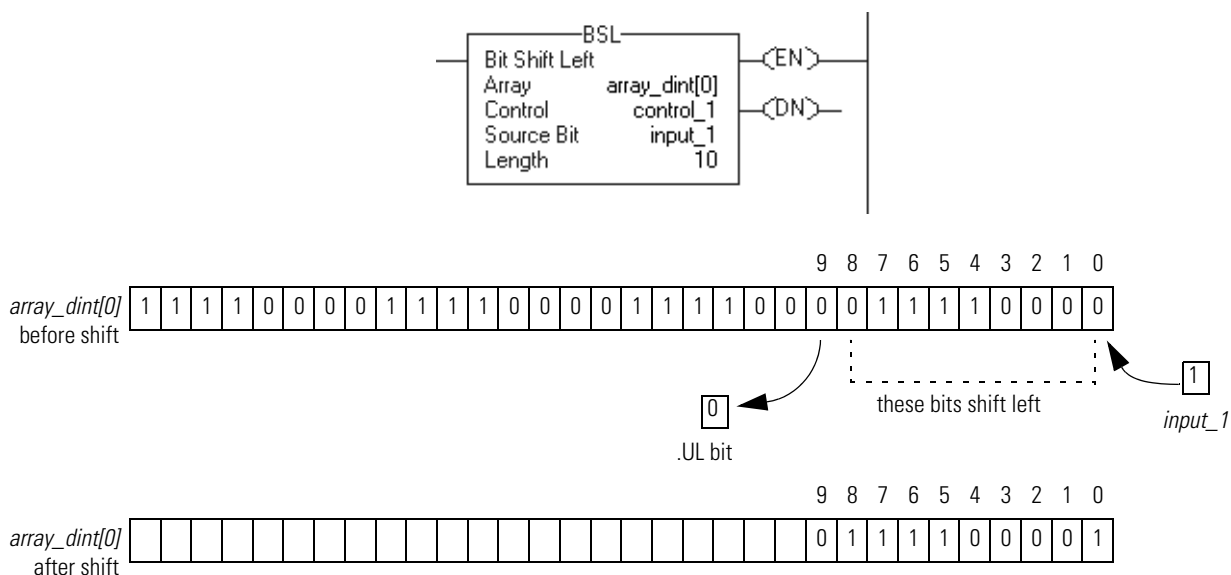 BSL
Bit Shift Left
Array array_dint[0]
Control control_1
Source Bit input_1
Length 10
EN
DN
9 8 7 6 5 4 3 2 1 0
array_dint[0] 1 1 1 1 0 0 0 0 1 1 1 1 0 0 0 0 1 1 1 1 0 0 0 0 1 1 1 1 0 0 0 0
before shift
1
these bits shift left
input_1
0
.UL bit
9 8 7 6 5 4 3 2 1 0
array_dint[0] 0 1 1 1 1 0 0 0 0 1
after shift